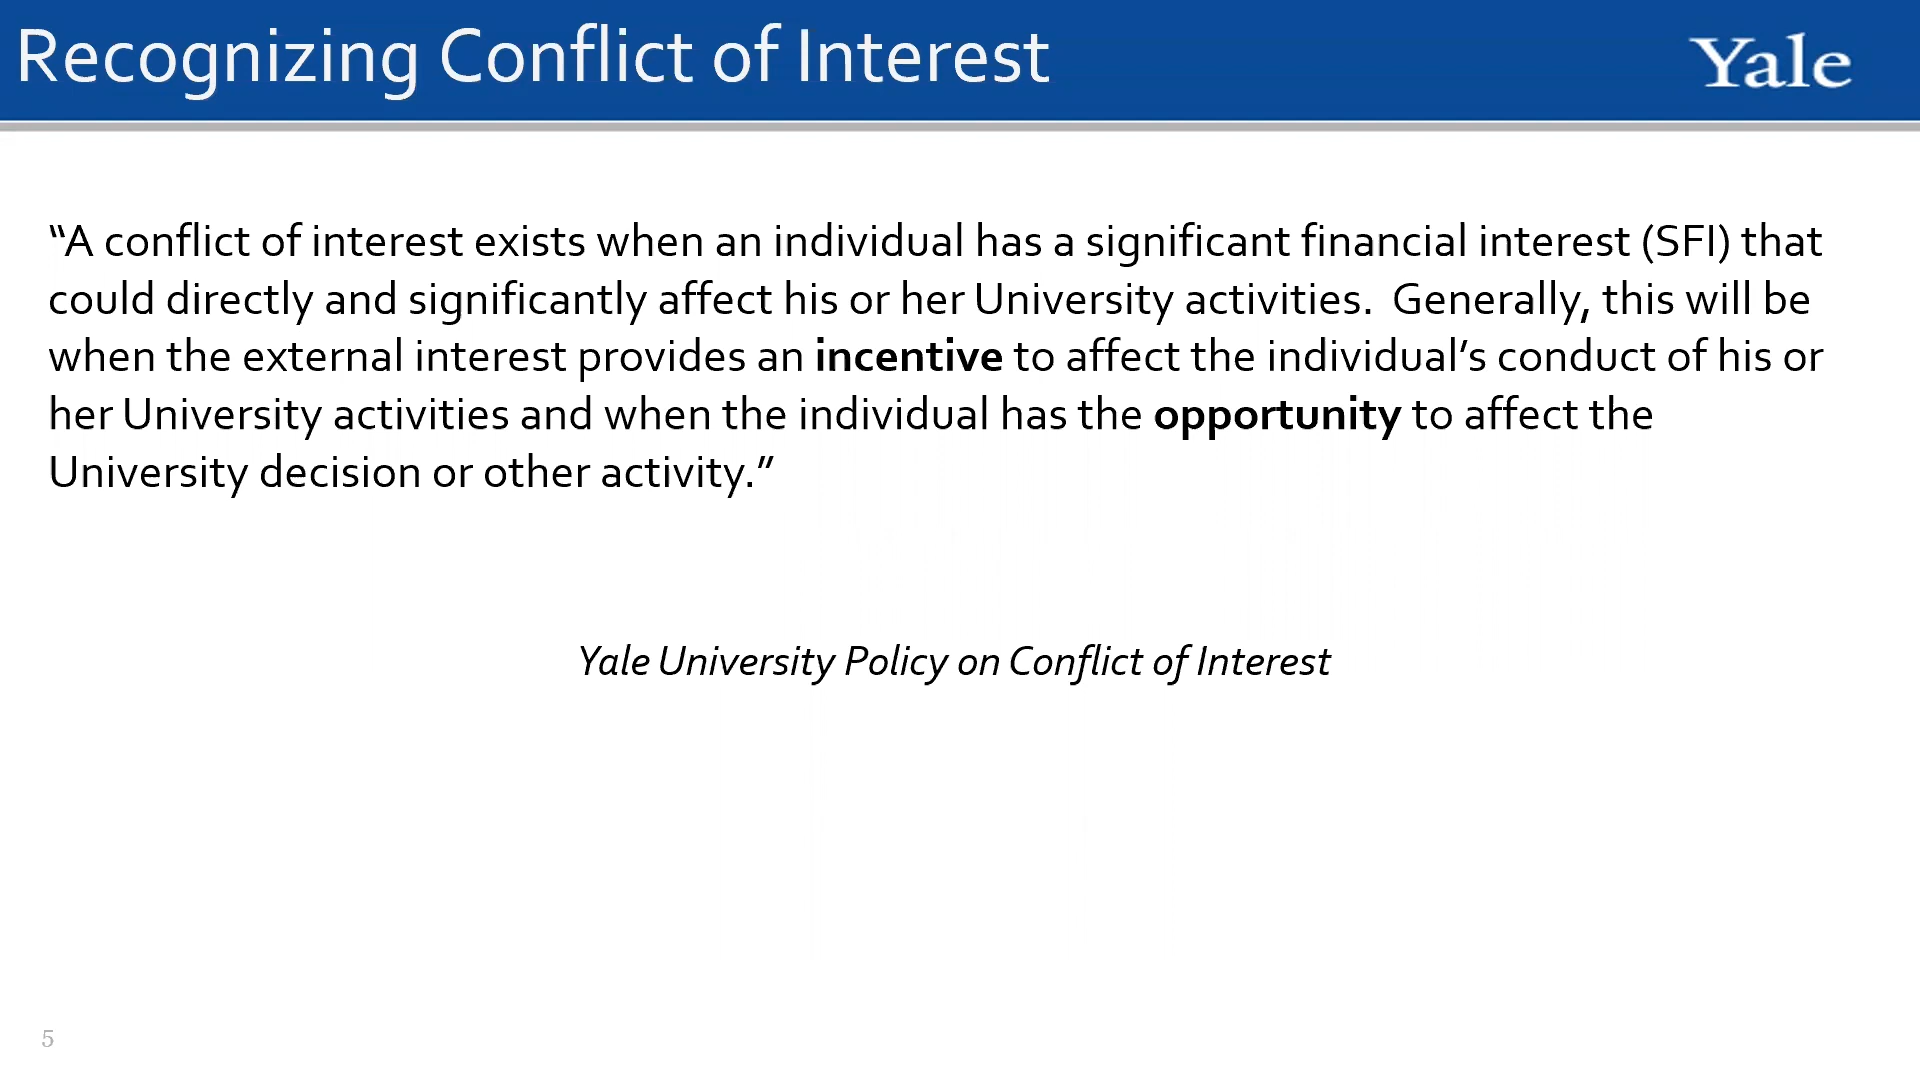 Recognizing Conflict of Interest
Yale
“A conflict of interest exists when an individual has a significant financial interest (SFI) that
could directly and significantly affect his or her University activities.  Generally, this will be
when the external interest provides an incentive to affect the individual’s conduct of his or
her University activities and when the individual has the opportunity to affect the
University decision or other activity.”
Yale University Policy on Conflict of Interest
5